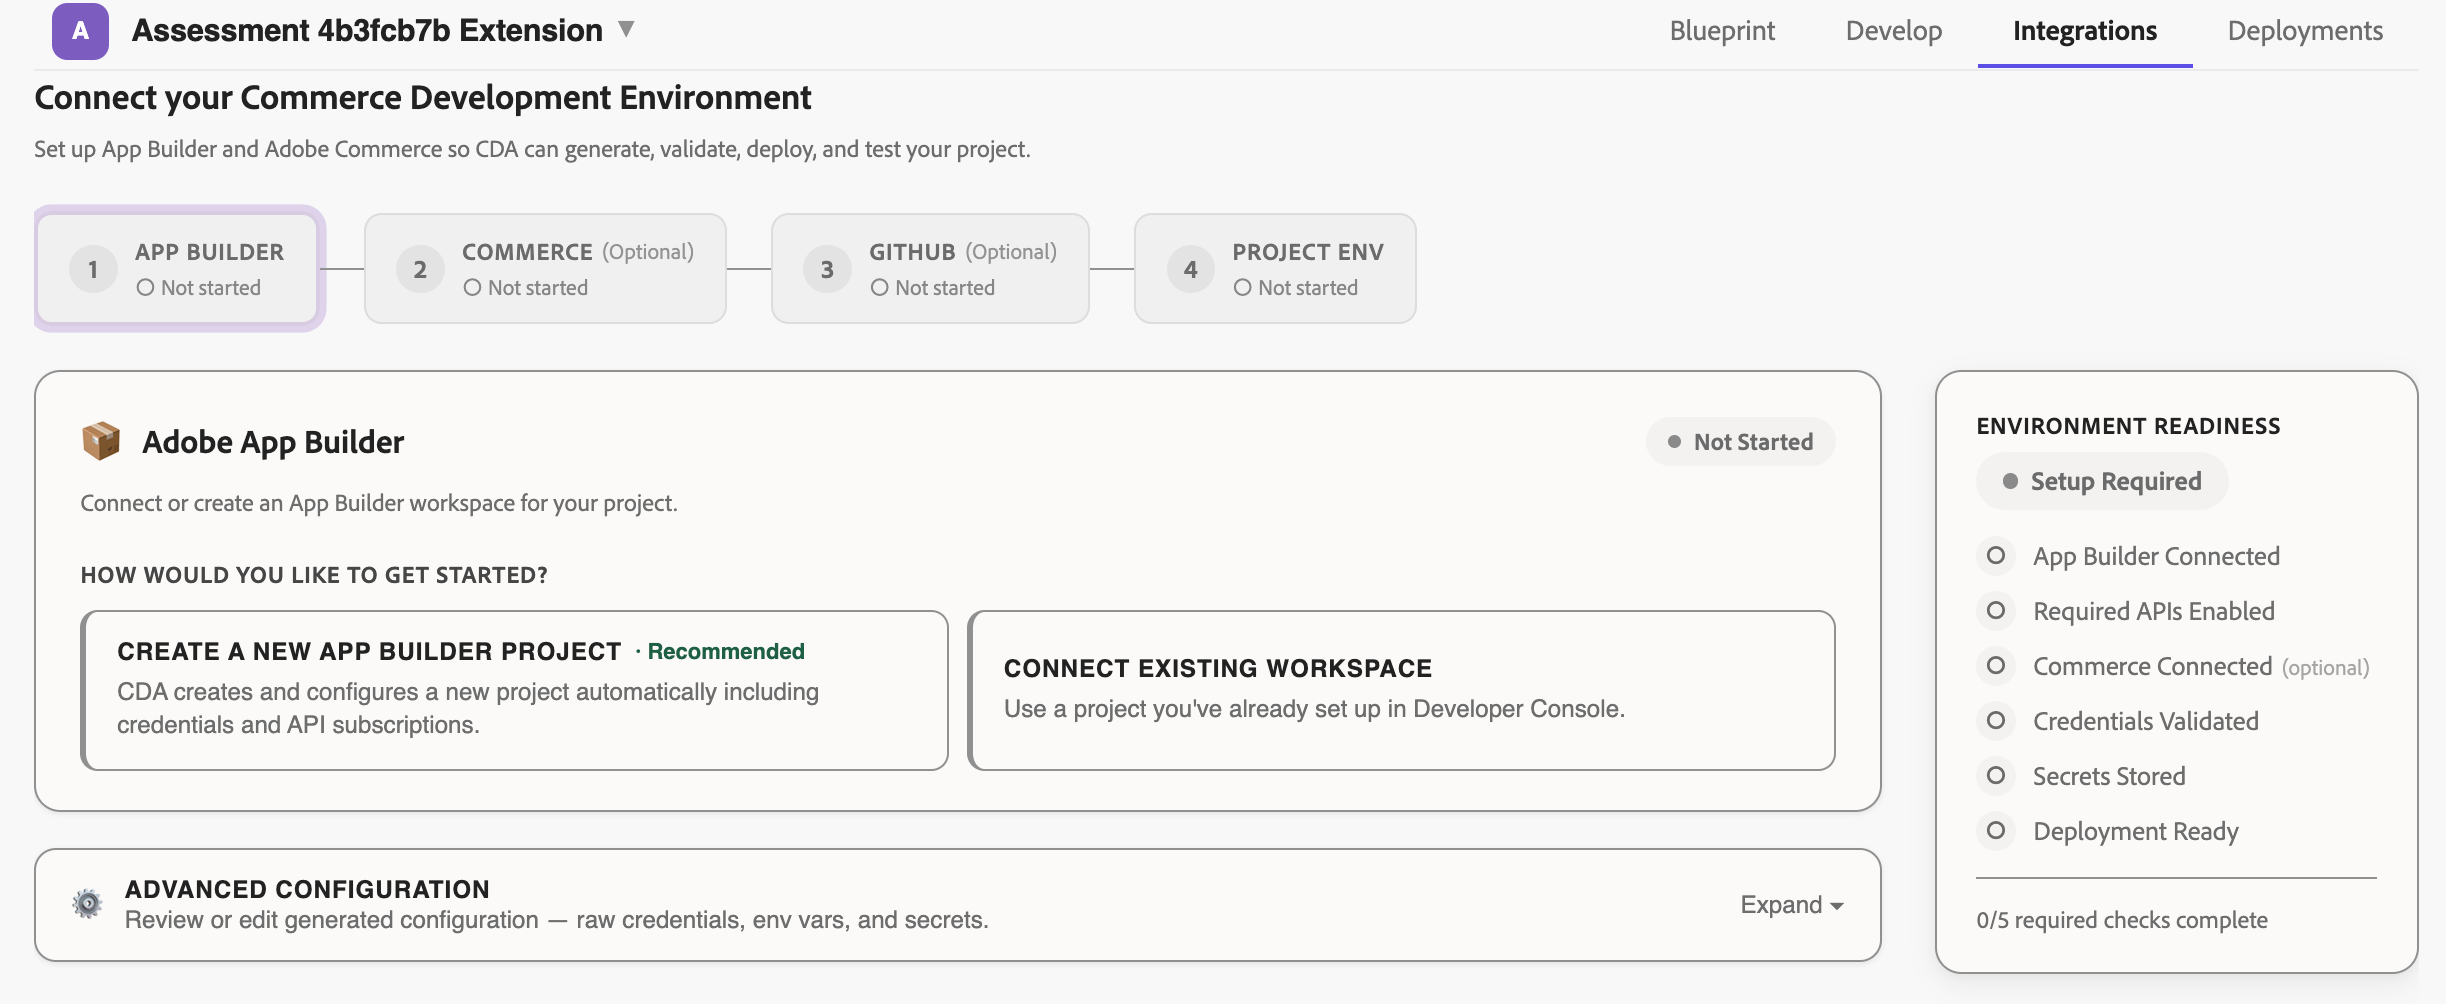 A
Assessment 4b3fcb7b Extension ▼
Blueprint
Develop
Integrations
Deployments
Connect your Commerce Development Environment
Set up App Builder and Adobe Commerce so CDA can generate, validate, deploy, and test your project.
1
APP BUILDER
Not started
2
COMMERCE (Optional)
Not started
3
GITHUB (Optional)
Not started
4
PROJECT ENV
Not started
Adobe App Builder
Not Started
Connect or create an App Builder workspace for your project.
HOW WOULD YOU LIKE TO GET STARTED?
CREATE A NEW APP BUILDER PROJECT · Recommended
CDA creates and configures a new project automatically including
credentials and API subscriptions.
CONNECT EXISTING WORKSPACE
Use a project you've already set up in Developer Console.
ADVANCED CONFIGURATION
Review or edit generated configuration — raw credentials, env vars, and secrets.
Expand
ENVIRONMENT READINESS
Setup Required
App Builder Connected
Required APIs Enabled
Commerce Connected (optional)
Credentials Validated
Secrets Stored
Deployment Ready
0/5 required checks complete